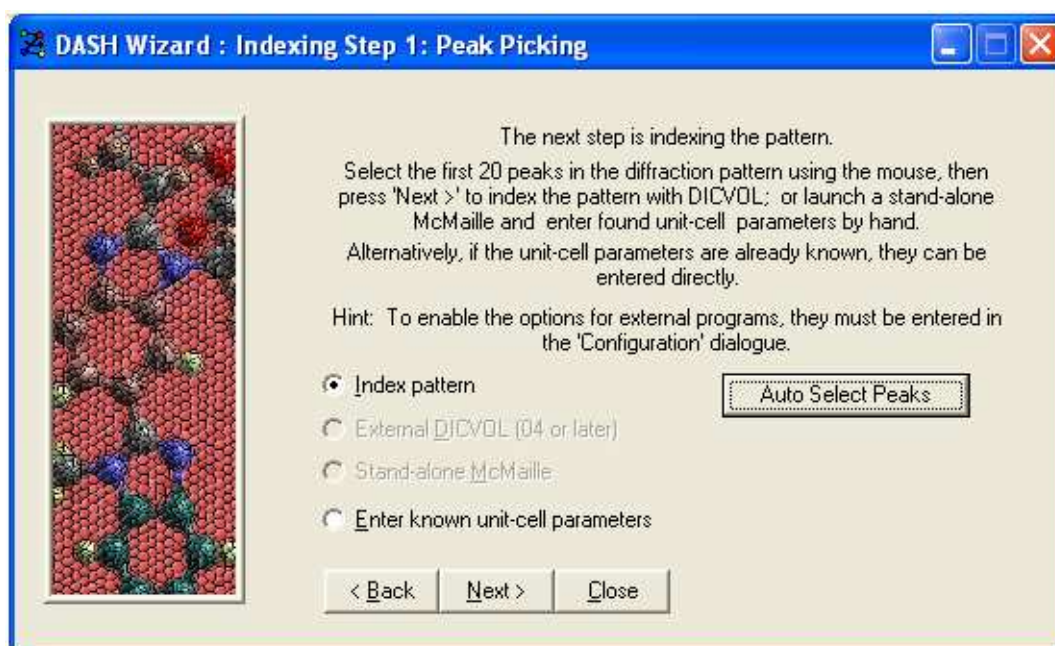 DASH Wizard : Indexing Step 1: Peak Picking
The next step is indexing the pattern.
Select the first 20 peaks in the diffraction pattern using the mouse, then
press 'Next >' to index the pattern with DICVOL; or launch a stand-alone
McMaille and enter found unit-cell parameters by hand.
Alternatively, if the unit-cell parameters are already known, they can be
entered directly.
Hint: To enable the options for external programs, they must be entered in
the 'Configuration' dialogue.
Index pattern
Auto Select Peaks
External DICVOL (04 or later)
Stand-alone McMaille
Enter known unit-cell parameters
< Back Next > Close